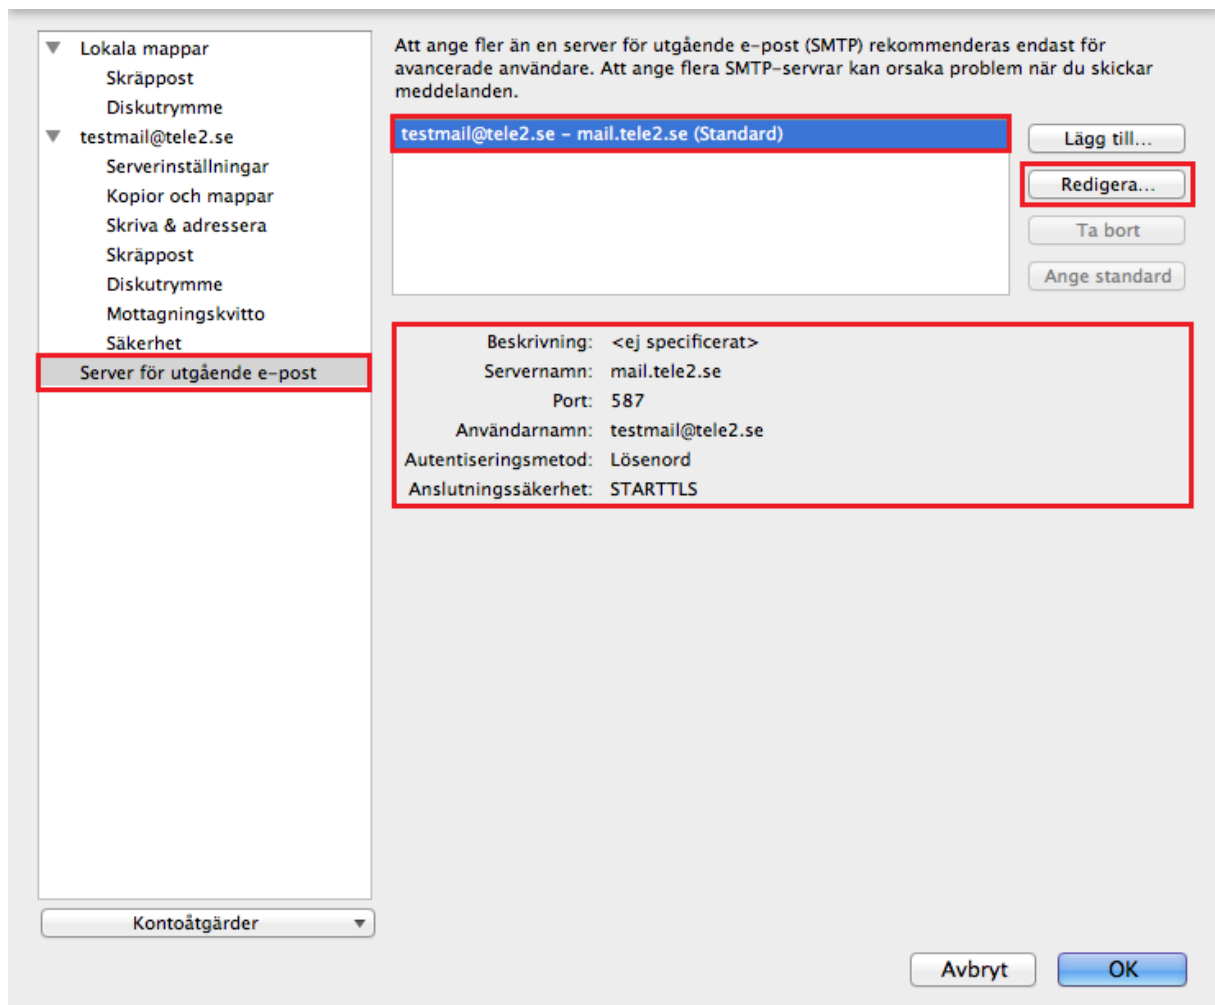 Lokala mappar
Skräppost
Diskutrymme
testmail@tele2.se
Serverinställningar
Kopior och mappar
Skriva & adressera
Skräppost
Diskutrymme
Mottagningskvitto
Säkerhet
Server för utgående e-post
Kontoåtgärder
Att ange fler än en server för utgående e-post (SMTP) rekommenderas endast för
avancerade användare. Att ange flera SMTP-servrar kan orsaka problem när du skickar
meddelanden.
testmail@tele2.se - mail.tele2.se (Standard)
Lägg till...
Redigera...
Ta bort
Ange standard
Beskrivning: <ej specificerat>
Servernamn: mail.tele2.se
Port: 587
Användarnamn: testmail@tele2.se
Autentiseringsmetod: Lösenord
Anslutningssäkerhet: STARTTLS
Avbryt
OK